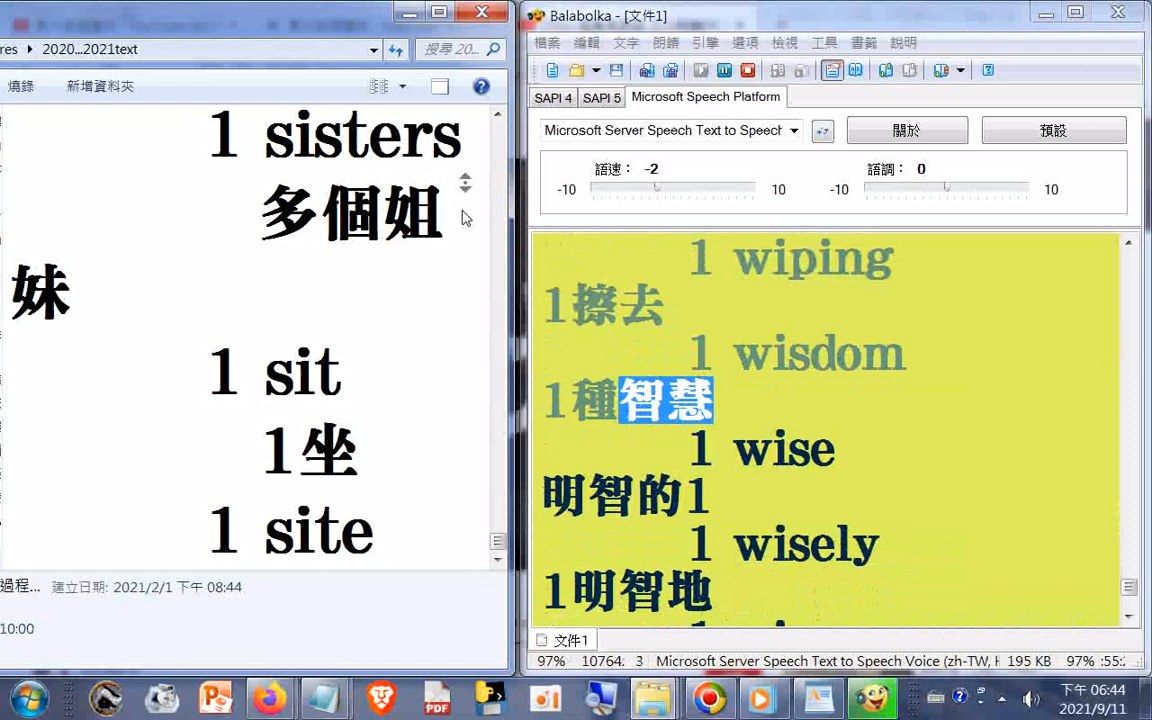 res ▸ 2020...2021text
搜尋 20...
燒錄 新增資料夾
1 sisters
多個姐
妹
1 sit
1坐
1 site
過程... 建立日期: 2021/2/1 下午 08:44
10:00
Balabolka - [文件1]
檔案 編輯 文字 朗讀 引擎 選項 檢視 工具 書籤 說明
SAPI 4 SAPI 5 Microsoft Speech Platform
Microsoft Server Speech Text to Speech 關於 預設
語速： -2 語調： 0
-10 10 -10 10
1 wiping
1擦去
1 wisdom
1種智慧
1 wise
明智的1
1 wisely
1明智地
文件1
97% 10764: 3 Microsoft Server Speech Text to Speech Voice (zh-TW, H 195 KB 97% :55:
PDF
下午 06:44
2021/9/11